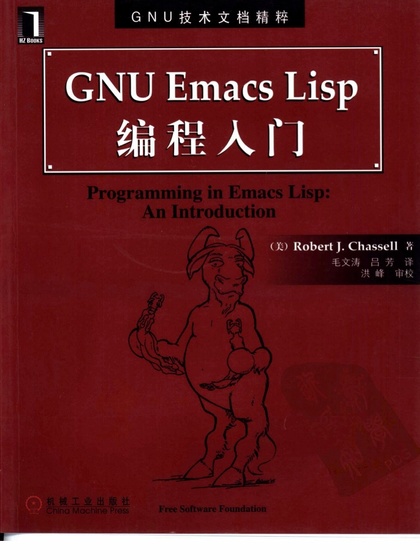 GNU技术文档精粹
HZ BOOKS
GNU Emacs Lisp
编程入门
Programming in Emacs Lisp:
An Introduction
(美) Robert J. Chassell 著
毛文涛 吕芳 译
洪峰 审校
机械工业出版社
China Machine Press
Free Software Foundation